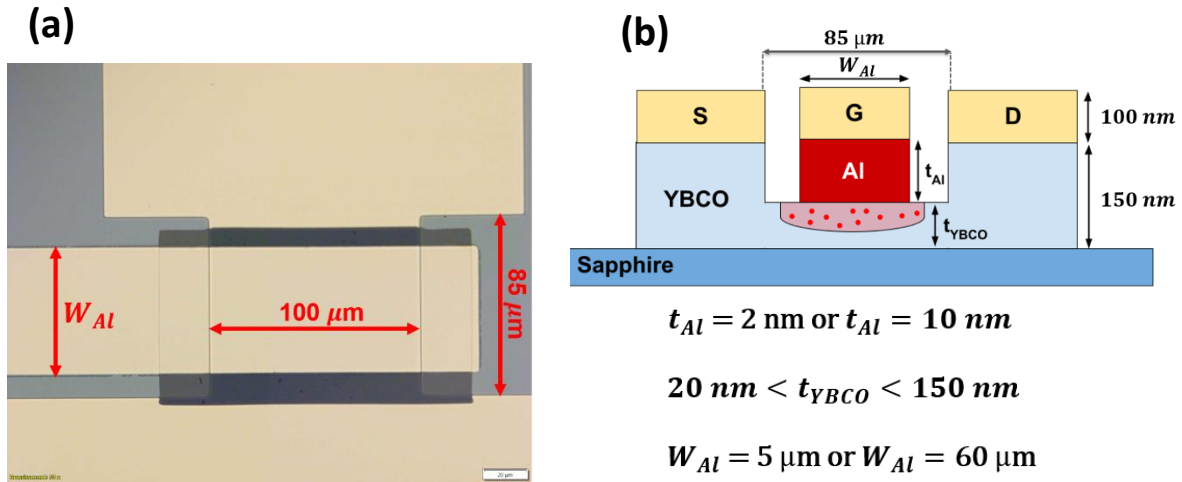 (a)
W_Al
100 μm
85 μm
20 μm
(b)
85 μm
W_Al
S
G
D
100 nm
Al
t_Al
YBCO
150 nm
t_YBCO
Sapphire
t_Al = 2 nm or t_Al = 10 nm
20 nm < t_YBCO < 150 nm
W_Al = 5 μm or W_Al = 60 μm